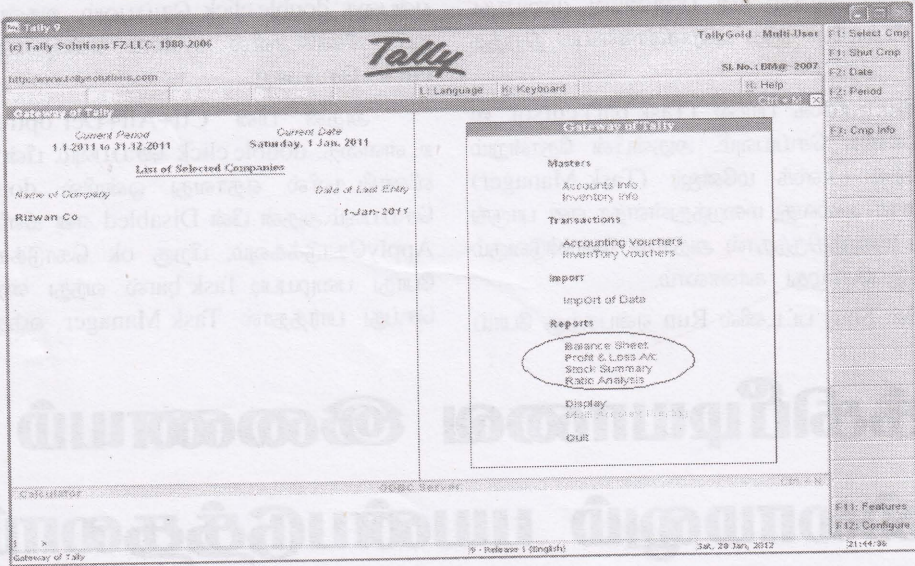 Tally 9
(c) Tally Solutions FZ-LLC, 1988-2006
Tally
TallyGold - Multi-User
Sl. No.: BM@ 2007
http://www.tallysolutions.com
L: Language K: Keyboard
H: Help
Gateway of Tally
Ctrl + M
Current Period
1-1-2011 to 31-12-2011
Current Date
Saturday, 1 Jan, 2011
List of Selected Companies
Name of Company
Date of Last Entry
Rizwan Co
1-Jan-2011
Gateway of Tally
Masters
Accounts Info.
Inventory Info.
Transactions
Accounting Vouchers
InvenTory Vouchers
Import
Import of Data
Reports
Balance Sheet
Profit & Loss A/c
Stock Summary
Ratio Analysis
Display
Quit
F1: Select Cmp
F1: Shut Cmp
F2: Date
F2: Period
F3: Cmp Info
F11: Features
F12: Configure
Calculator
ODBC Server
Ctrl + N
1 >
Gateway of Tally
9 - Release 1 (English)
Sat, 28 Jan, 2012
21:44:36